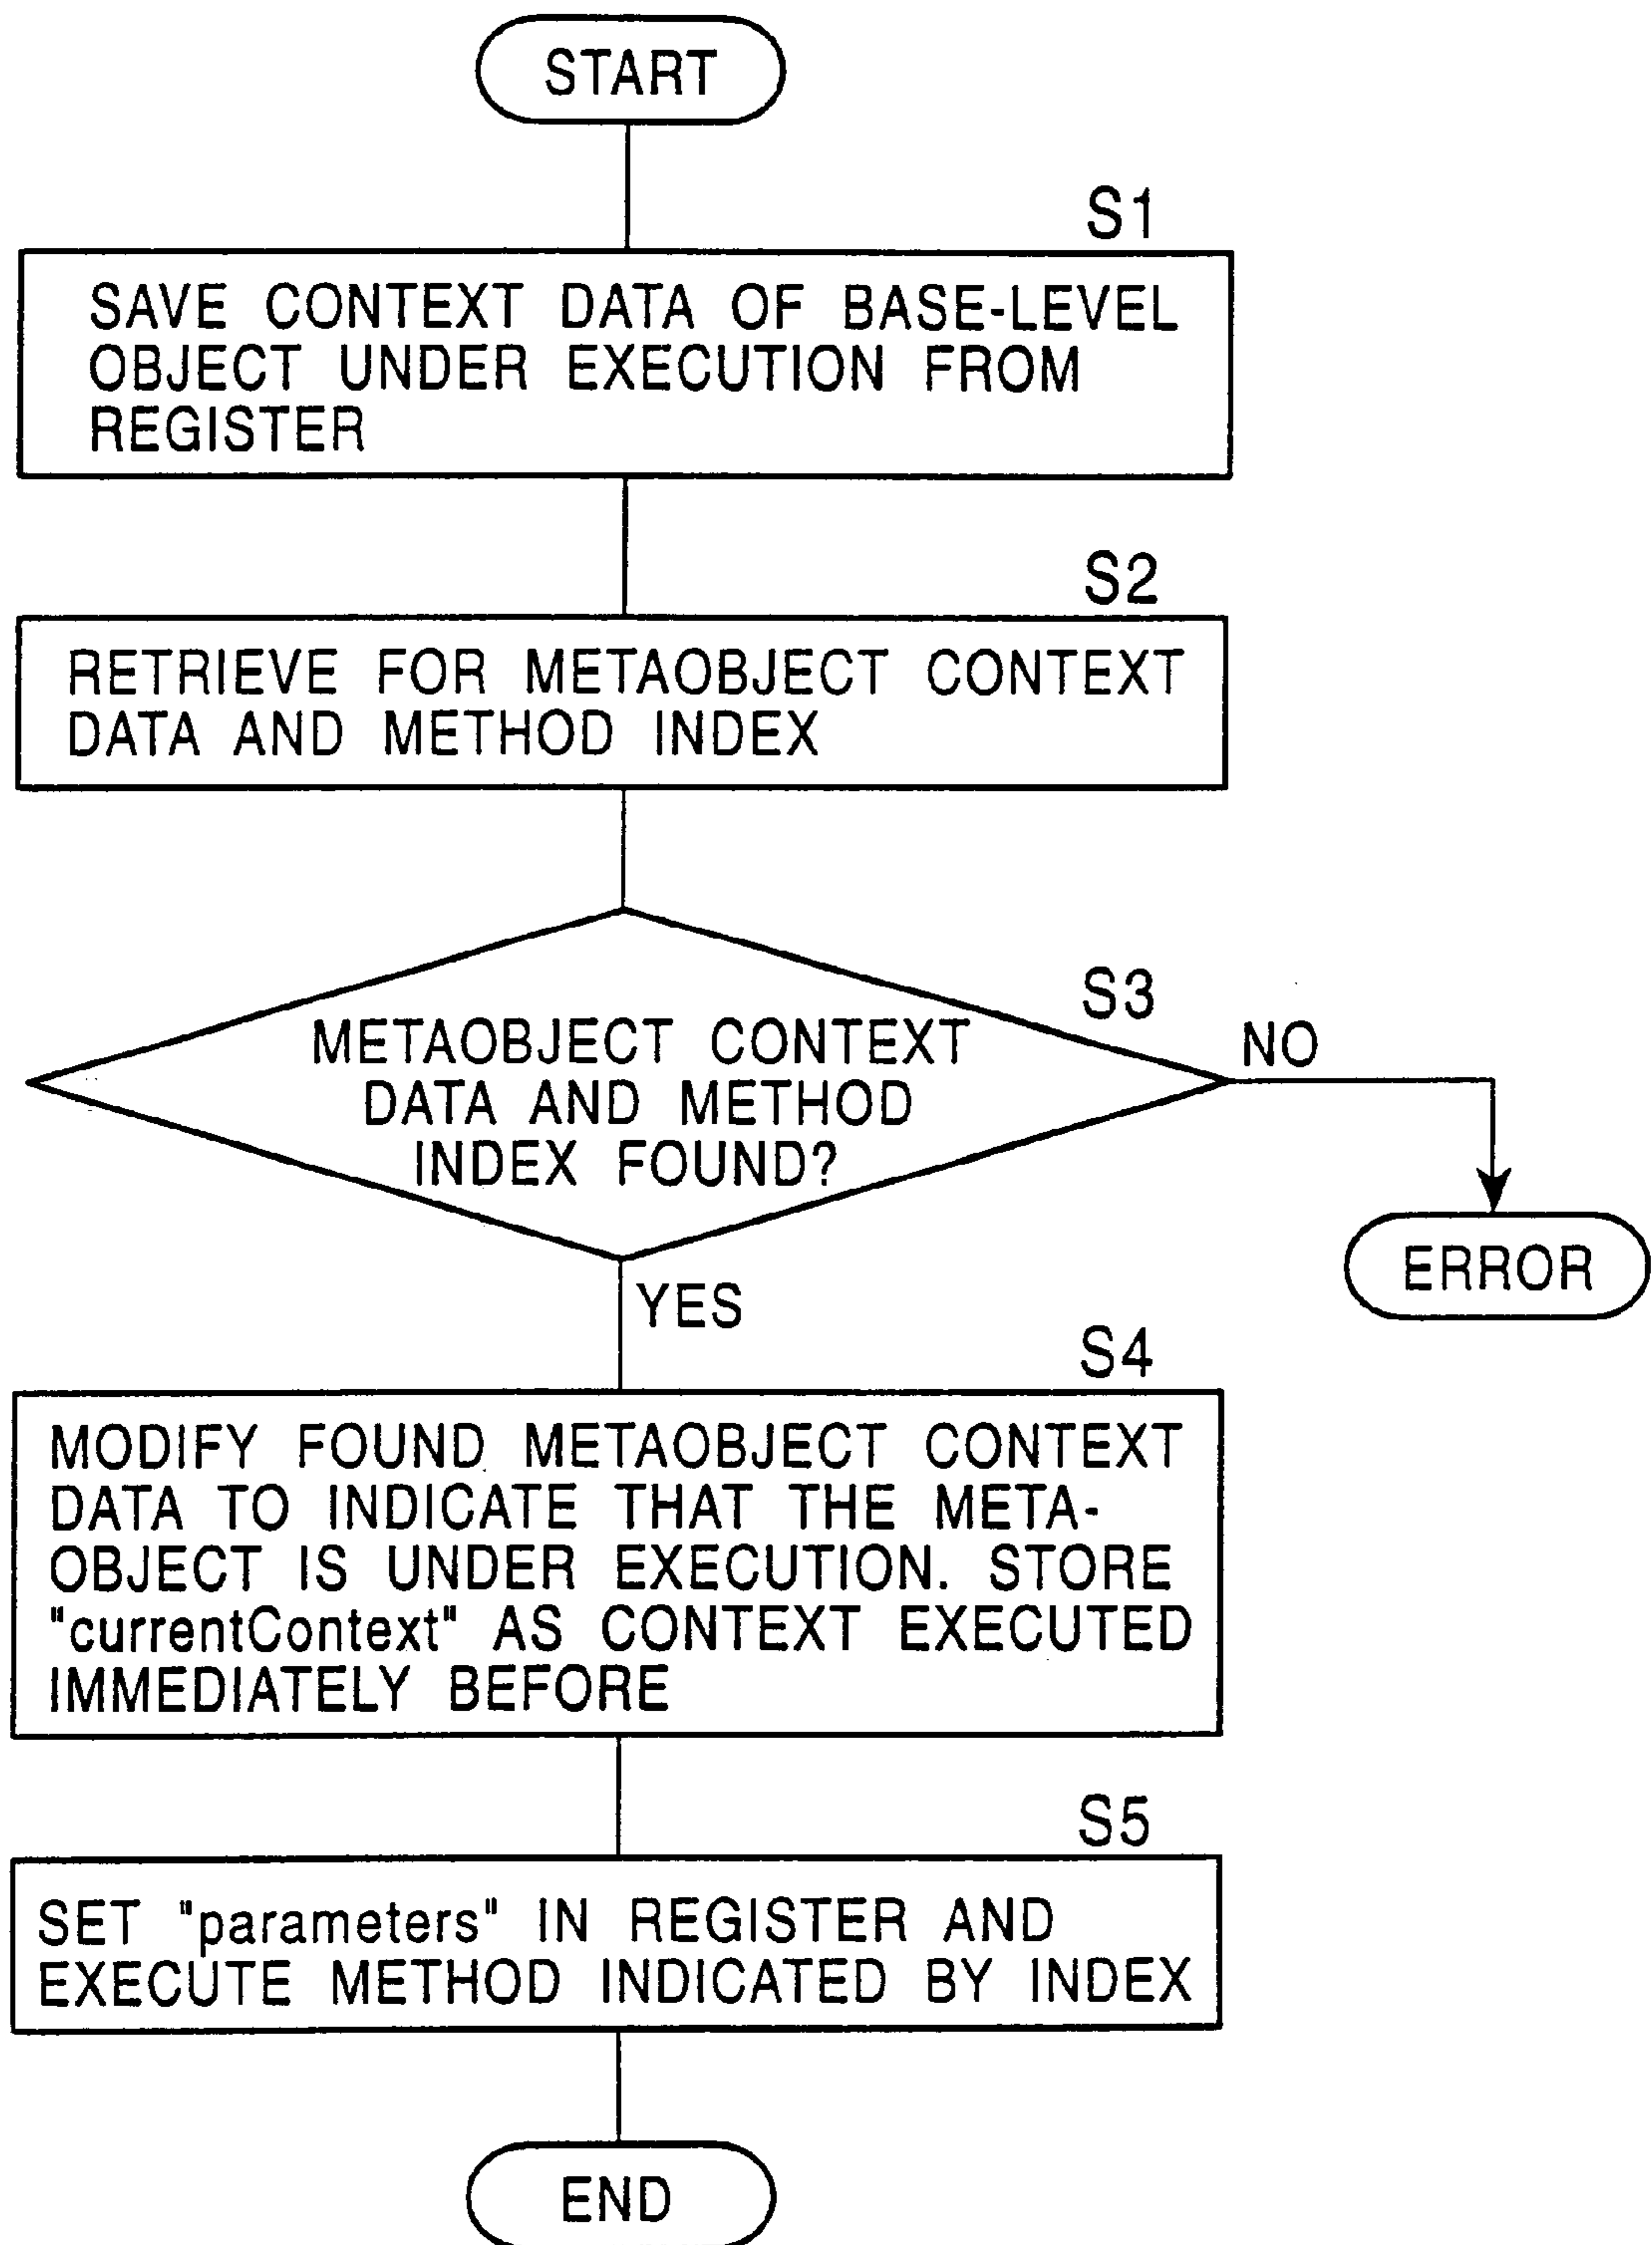 START
S1
SAVE CONTEXT DATA OF BASE-LEVEL
OBJECT UNDER EXECUTION FROM
REGISTER
S2
RETRIEVE FOR METAOBJECT CONTEXT
DATA AND METHOD INDEX
S3
METAOBJECT CONTEXT
DATA AND METHOD
INDEX FOUND?
NO
ERROR
YES
S4
MODIFY FOUND METAOBJECT CONTEXT
DATA TO INDICATE THAT THE META-
OBJECT IS UNDER EXECUTION. STORE
"currentContext" AS CONTEXT EXECUTED
IMMEDIATELY BEFORE
S5
SET "parameters" IN REGISTER AND
EXECUTE METHOD INDICATED BY INDEX
END